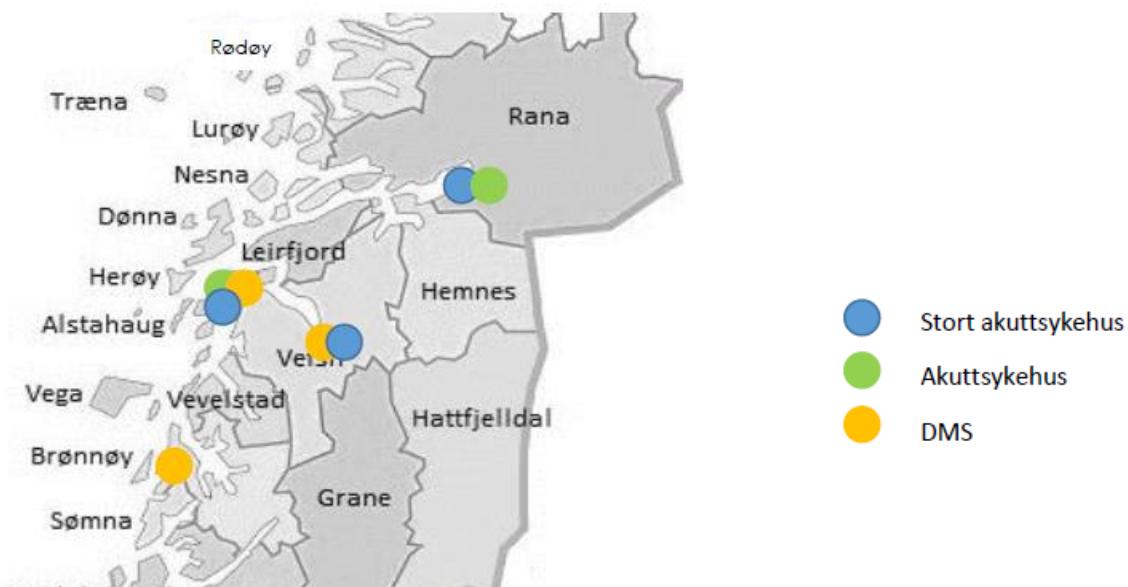 Rødøy
Træna
Rana
Lurøy
Nesna
Dønna
Leirfjord
Herøy
Hemnes
Alstahaug
Stort akuttsykehus
Akuttsykehus
Vega
Vevelstad
Hattfjelldal
DMS
Brønnøy
Grane
Sømna